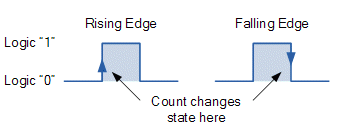 Rising Edge
Falling Edge
Logic “1”
Logic “0”
Count changes
state here